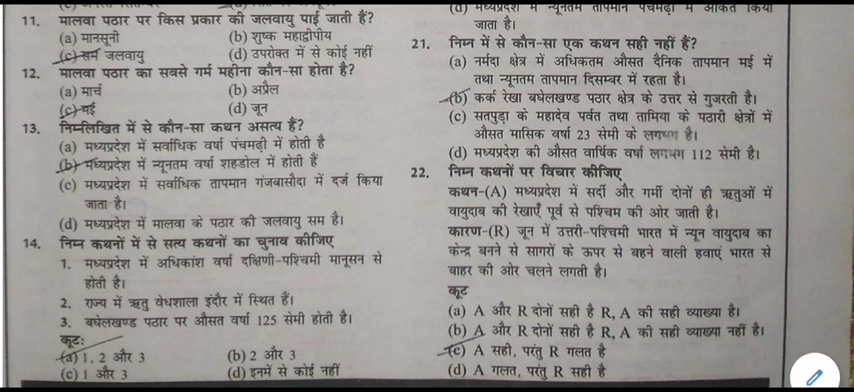 11. मालवा पठार पर किस प्रकार की जलवायु पाई जाती हैं?
(a) मानसूनी (b) शुष्क महाद्वीपीय
(c) सम जलवायु (d) उपरोक्त में से कोई नहीं
12. मालवा पठार का सबसे गर्म महीना कौन-सा होता है?
(a) मार्च (b) अप्रैल
(c) मई (d) जून
13. निम्नलिखित में से कौन-सा कथन असत्य हैं?
(a) मध्यप्रदेश में सर्वाधिक वर्षा पंचमढ़ी में होती है
(b) मध्यप्रदेश में न्यूनतम वर्षा शहडोल में होती हैं
(c) मध्यप्रदेश में सर्वाधिक तापमान गंजबासौदा में दर्ज किया
जाता है।
(d) मध्यप्रदेश में मालवा के पठार की जलवायु सम है।
14. निम्न कथनों में से सत्य कथनों का चुनाव कीजिए
1. मध्यप्रदेश में अधिकांश वर्षा दक्षिणी-पश्चिमी मानूसन से
होती है।
2. राज्य में ऋतु वेधशाला इंदौर में स्थित हैं।
3. बघेलखण्ड पठार पर औसत वर्षा 125 सेमी होती है।
कूट:
(a) 1, 2 और 3 (b) 2 और 3
(c) 1 और 3 (d) इनमें से कोई नहीं
(d) मध्यप्रदेश में न्यूनतम तापमान पचमढ़ी में अंकित किया
जाता है।
21. निम्न में से कौन-सा एक कथन सही नहीं हैं?
(a) नर्मदा क्षेत्र में अधिकतम औसत दैनिक तापमान मई में
तथा न्यूनतम तापमान दिसम्बर में रहता है।
(b) कर्क रेखा बघेलखण्ड पठार क्षेत्र के उत्तर से गुजरती है।
(c) सतपुड़ा के महादेव पर्वत तथा तामिया के पठारी क्षेत्रों में
औसत मासिक वर्षा 23 सेमी के लगभग है।
(d) मध्यप्रदेश की औसत वार्षिक वर्षा लगभग 112 सेमी है।
22. निम्न कथनों पर विचार कीजिए
कथन-(A) मध्यप्रदेश में सर्दी और गर्मी दोनों ही ऋतुओं में
वायुदाब की रेखाएँ पूर्व से पश्चिम की ओर जाती है।
कारण-(R) जून में उत्तरी-पश्चिमी भारत में न्यून वायुदाब का
केन्द्र बनने से सागरों के ऊपर से बहने वाली हवाएं भारत से
बाहर की ओर चलने लगती है।
कूट
(a) A और R दोनों सही है R, A की सही व्याख्या है।
(b) A और R दोनों सही है R, A की सही व्याख्या नहीं है।
(c) A सही, परंतु R गलत है
(d) A गलत, परंतु R सही है